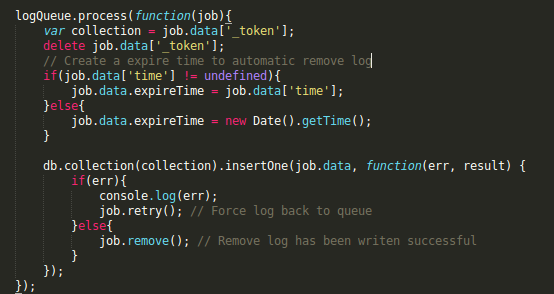 logQueue.process(function(job){
var collection = job.data['_token'];
delete job.data['_token'];
// Create a expire time to automatic remove log
if(job.data['time'] != undefined){
job.data.expireTime = job.data['time'];
}else{
job.data.expireTime = new Date().getTime();
}
db.collection(collection).insertOne(job.data, function(err, result) {
if(err){
console.log(err);
job.retry(); // Force log back to queue
}else{
job.remove(); // Remove log has been writen successful
}
});
});